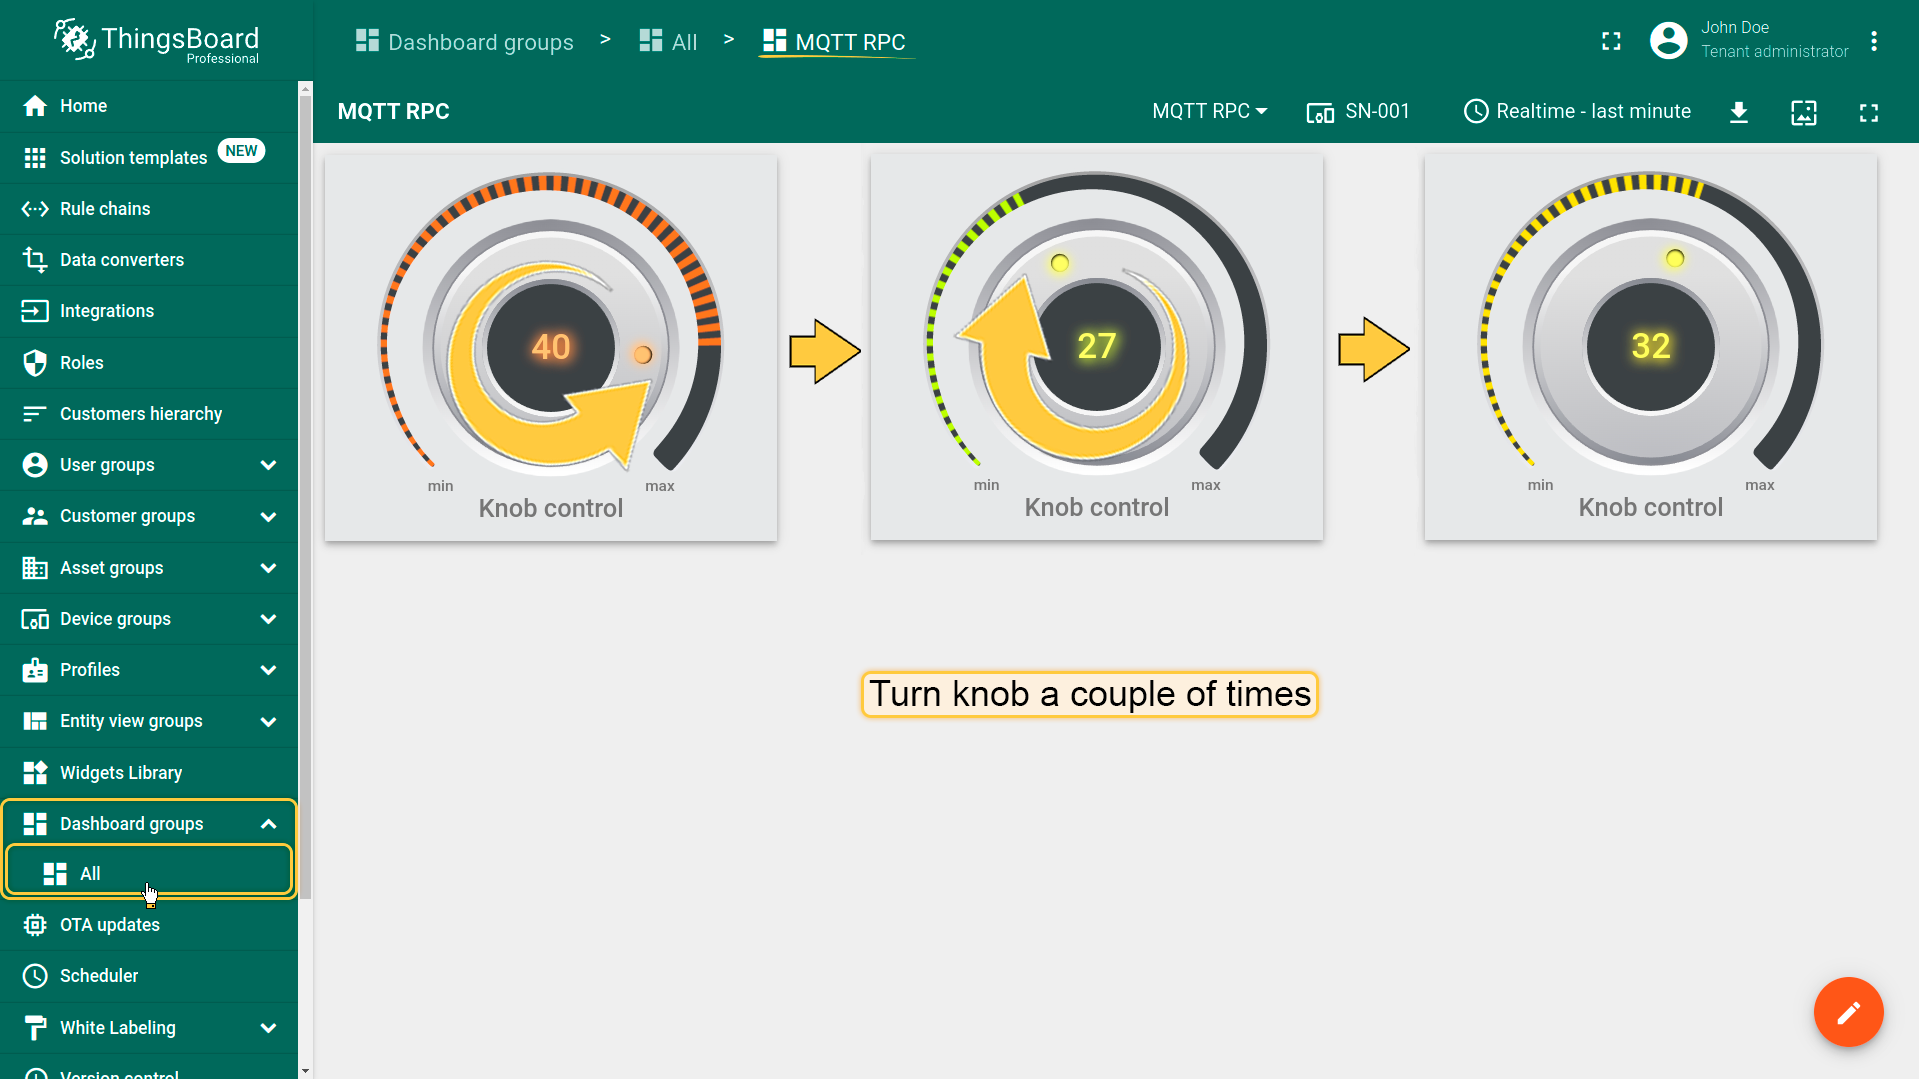 ThingsBoard
Professional
Dashboard groups > All > MQTT RPC
John Doe
Tenant administrator
MQTT RPC
MQTT RPC
SN-001
Realtime - last minute
Home
Solution templates NEW
Rule chains
Data converters
Integrations
Roles
Customers hierarchy
User groups
Customer groups
Asset groups
Device groups
Profiles
Entity view groups
Widgets Library
Dashboard groups
All
OTA updates
Scheduler
White Labeling
Version control
40
min max
Knob control
27
min max
Knob control
32
min max
Knob control
Turn knob a couple of times